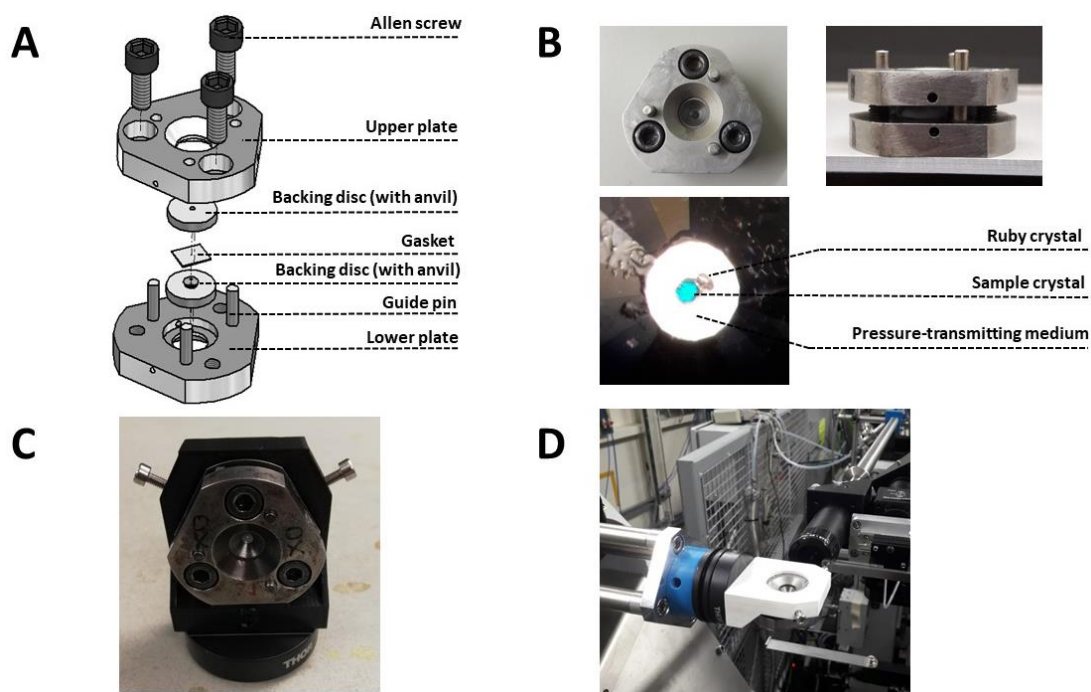 A
Allen screw
Upper plate
Backing disc (with anvil)
Gasket
Backing disc (with anvil)
Guide pin
Lower plate
B
Ruby crystal
Sample crystal
Pressure-transmitting medium
C
D